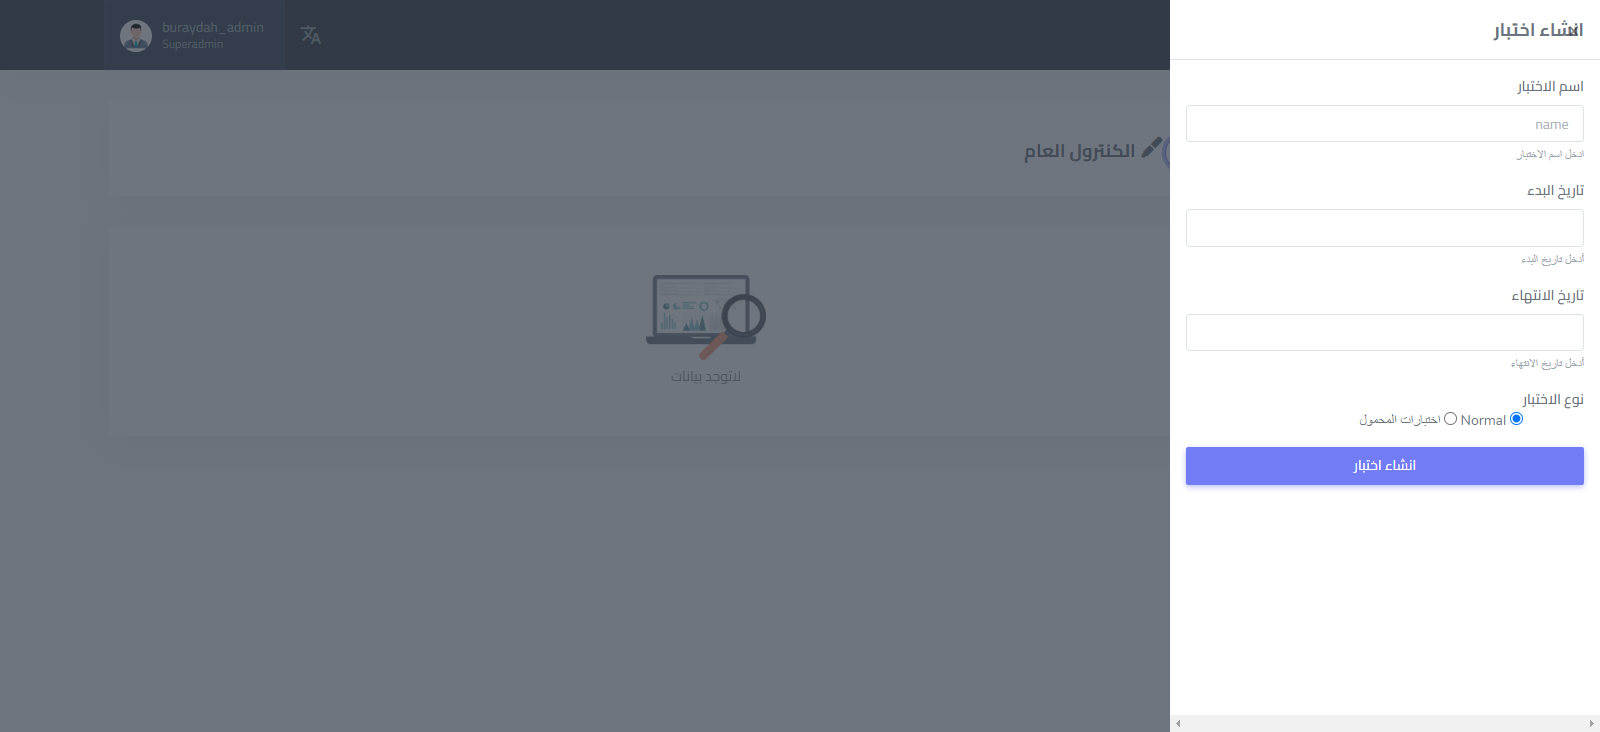 buraydah_admin
Superadmin
انشاء اختبار
اسم الاختبار
name
ادخل اسم الاختبار
تاريخ البدء
أدخل تاريخ البدء
تاريخ الانتهاء
أدخل تاريخ الانتهاء
نوع الاختبار
Normal اختبارات المحمول
انشاء اختبار
الكنترول العام
لاتوجد بيانات